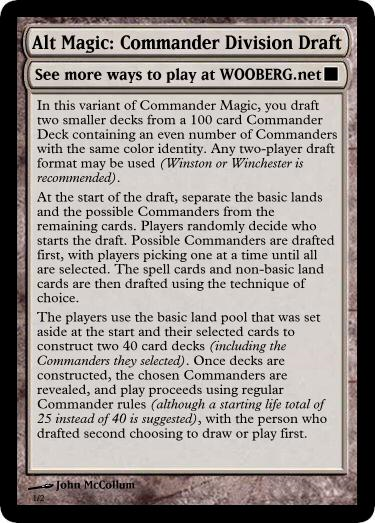 Alt Magic: Commander Division Draft
See more ways to play at WOOBERG.net
In this variant of Commander Magic, you draft
two smaller decks from a 100 card Commander
Deck containing an even number of Commanders
with the same color identity. Any two-player draft
format may be used (Winston or Winchester is
recommended).
At the start of the draft, separate the basic lands
and the possible Commanders from the
remaining cards. Players randomly decide who
starts the draft. Possible Commanders are drafted
first, with players picking one at a time until all
are selected. The spell cards and non-basic land
cards are then drafted using the technique of
choice.
The players use the basic land pool that was set
aside at the start and their selected cards to
construct two 40 card decks (including the
Commanders they selected). Once decks are
constructed, the chosen Commanders are
revealed, and play proceeds using regular
Commander rules (although a starting life total of
25 instead of 40 is suggested), with the person who
drafted second choosing to draw or play first.
John McCollum
1/2